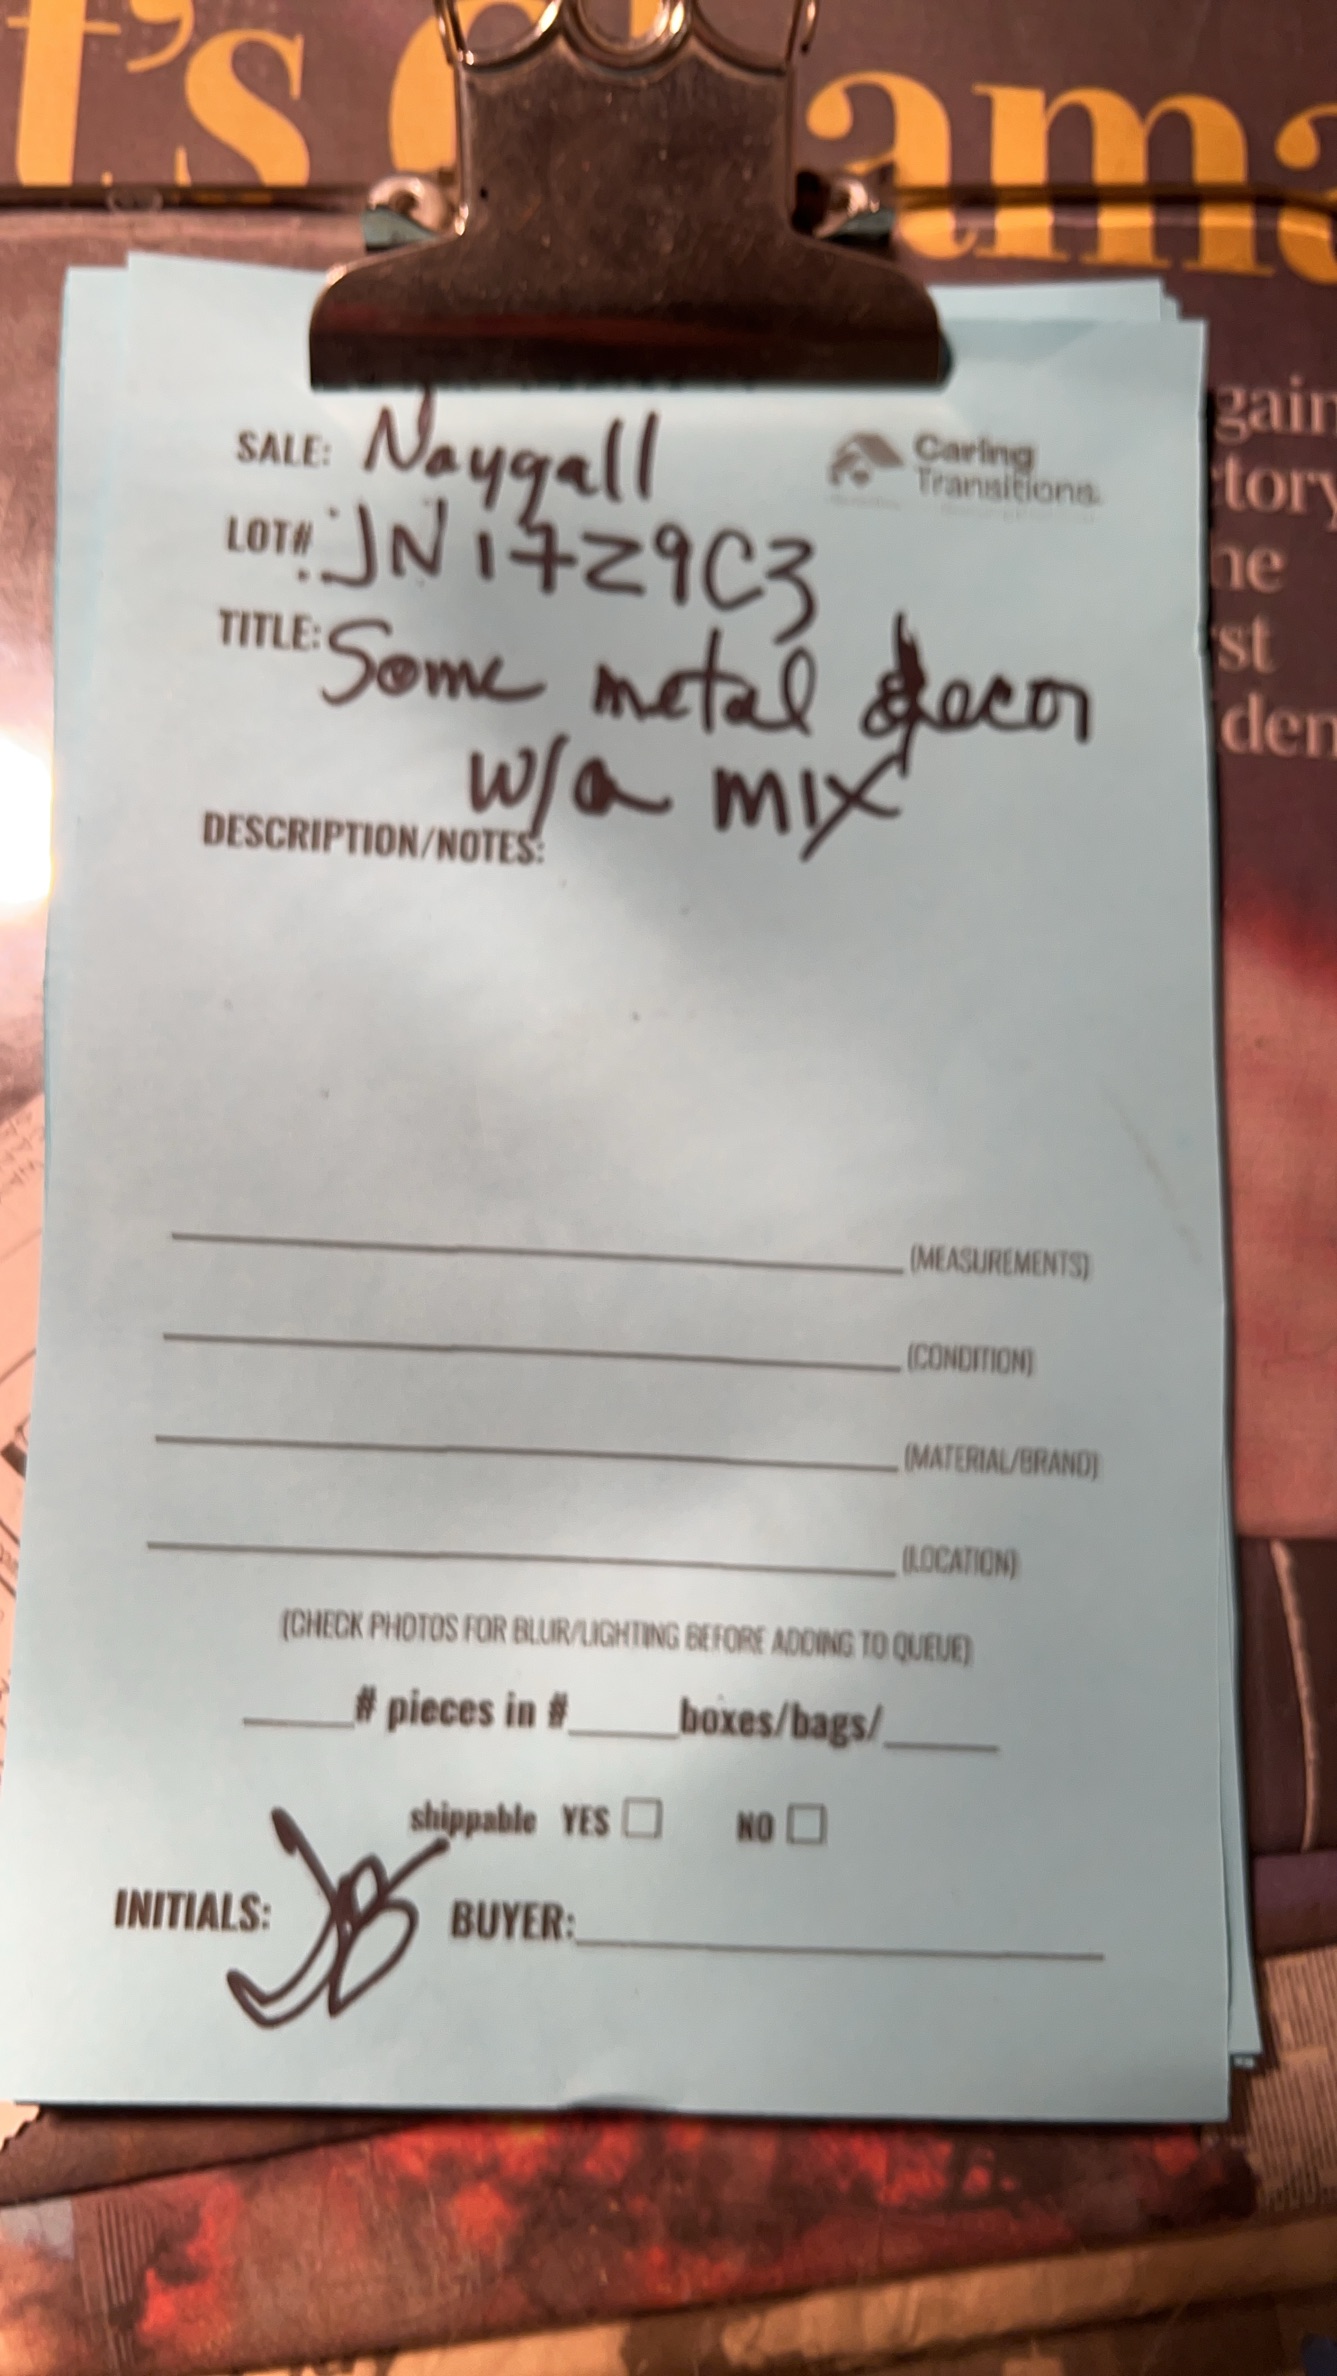 t's Obama
gain
tory
ne
st
den
SALE: Naygall
Caring
Transitions
LOT#: JN1729C3
TITLE: Some metal decor
w/a mix
DESCRIPTION/NOTES:
(MEASUREMENTS)
(CONDITION)
(MATERIAL/BRAND)
(LOCATION)
(CHECK PHOTOS FOR BLUR/LIGHTING BEFORE ADDING TO QUEUE)
# pieces in # boxes/bags/
shippable YES NO
INITIALS: JB BUYER: